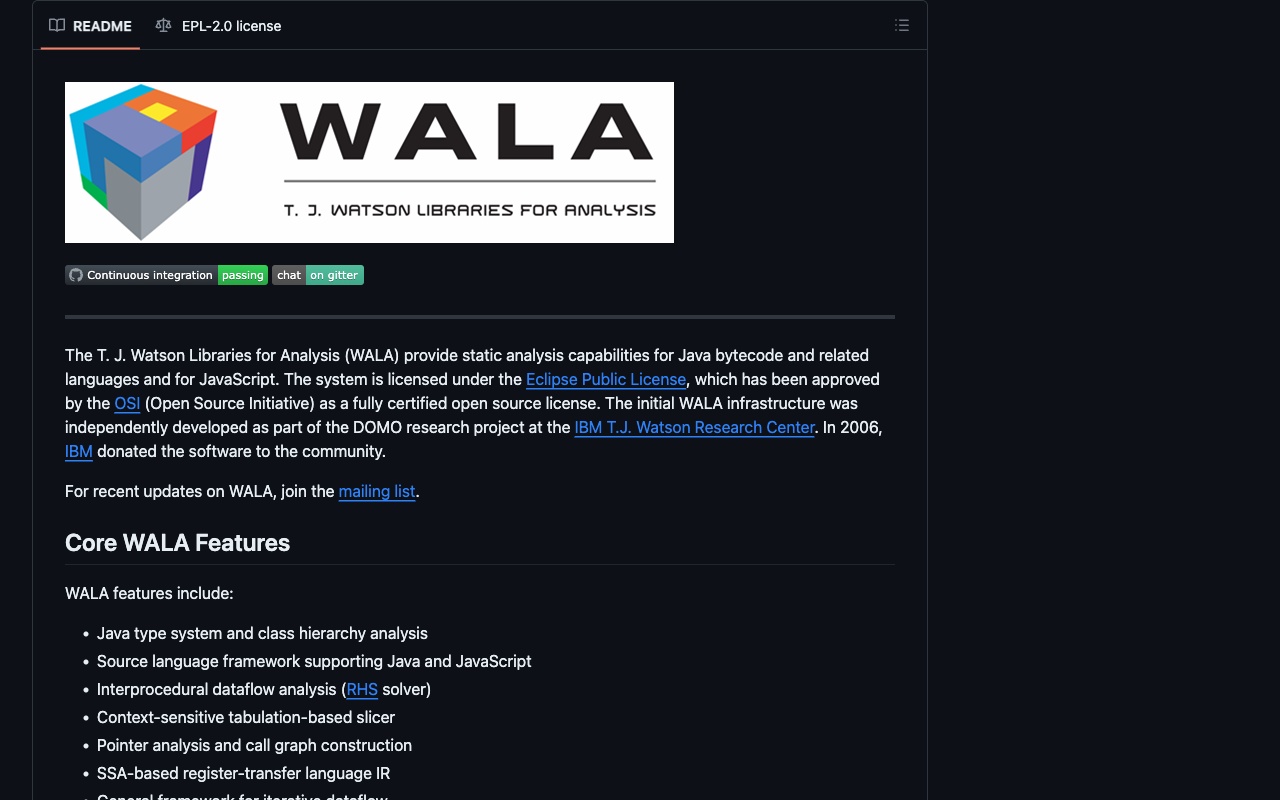 README
EPL-2.0 license
WALA
T. J. WATSON LIBRARIES FOR ANALYSIS
Continuous integration passing chat on gitter
The T. J. Watson Libraries for Analysis (WALA) provide static analysis capabilities for Java bytecode and related
languages and for JavaScript. The system is licensed under the Eclipse Public License, which has been approved
by the OSI (Open Source Initiative) as a fully certified open source license. The initial WALA infrastructure was
independently developed as part of the DOMO research project at the IBM T.J. Watson Research Center. In 2006,
IBM donated the software to the community.
For recent updates on WALA, join the mailing list.
Core WALA Features
WALA features include:
• Java type system and class hierarchy analysis
• Source language framework supporting Java and JavaScript
• Interprocedural dataflow analysis (RHS solver)
• Context-sensitive tabulation-based slicer
• Pointer analysis and call graph construction
• SSA-based register-transfer language IR
• General framework for iterative dataflow